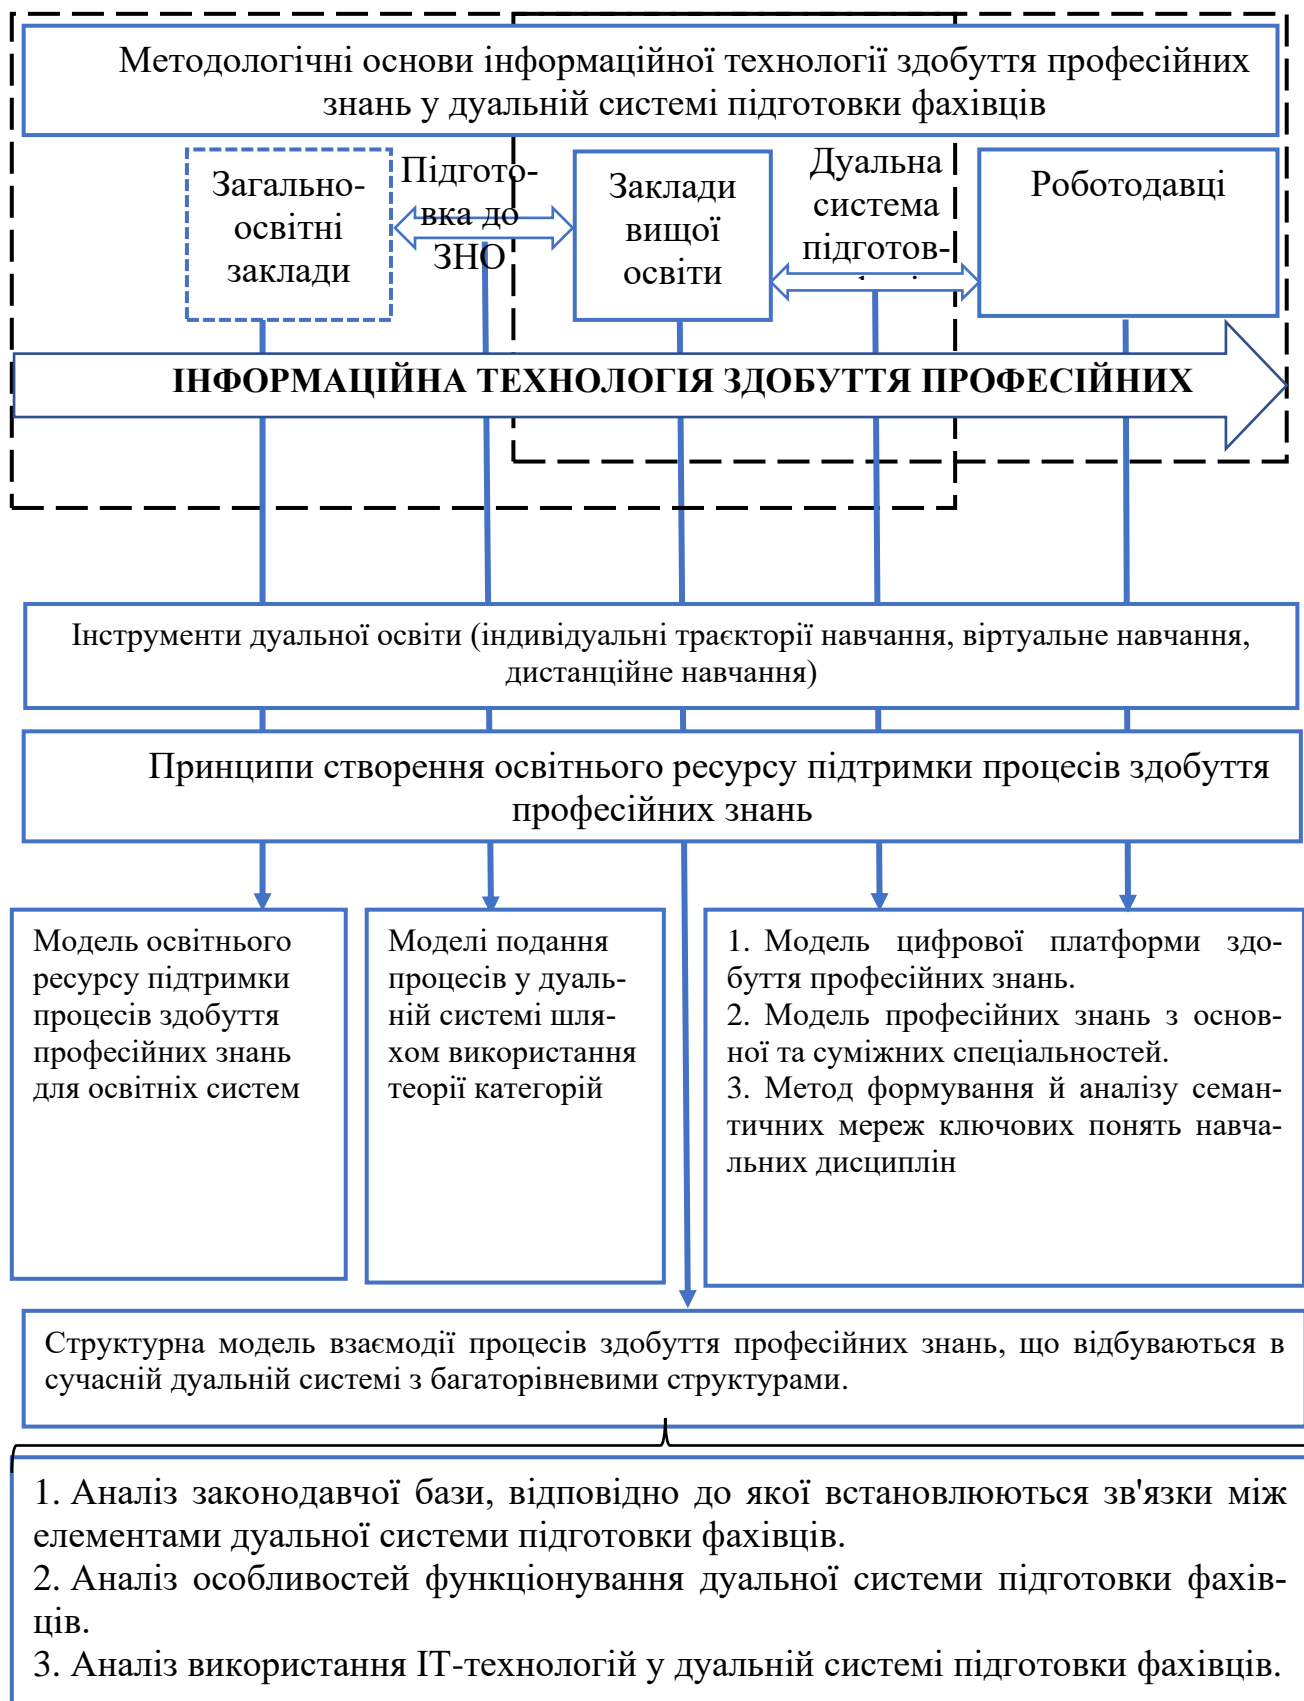 Методологічні основи інформаційної технології здобуття професійних
знань у дуальній системі підготовки фахівців
Загально-
освітні
заклади
Підгото-
вка до
ЗНО
Заклади
вищої
освіти
Дуальна
система
підготов-
Роботодавці
ІНФОРМАЦІЙНА ТЕХНОЛОГІЯ ЗДОБУТТЯ ПРОФЕСІЙНИХ
Інструменти дуальної освіти (індивідуальні траєкторії навчання, віртуальне навчання,
дистанційне навчання)
Принципи створення освітнього ресурсу підтримки процесів здобуття
професійних знань
Модель освітнього
ресурсу підтримки
процесів здобуття
професійних знань
для освітніх систем
Моделі подання
процесів у дуаль-
ній системі шля-
хом використання
теорії категорій
1. Модель цифрової платформи здо-
буття професійних знань.
2. Модель професійних знань з основ-
ної та суміжних спеціальностей.
3. Метод формування й аналізу семан-
тичних мереж ключових понять навча-
льних дисциплін
Структурна модель взаємодії процесів здобуття професійних знань, що відбуваються в
сучасній дуальній системі з багаторівневими структурами.
1. Аналіз законодавчої бази, відповідно до якої встановлюються зв'язки між
елементами дуальної системи підготовки фахівців.
2. Аналіз особливостей функціонування дуальної системи підготовки фахів-
ців.
3. Аналіз використання ІТ-технологій у дуальній системі підготовки фахівців.